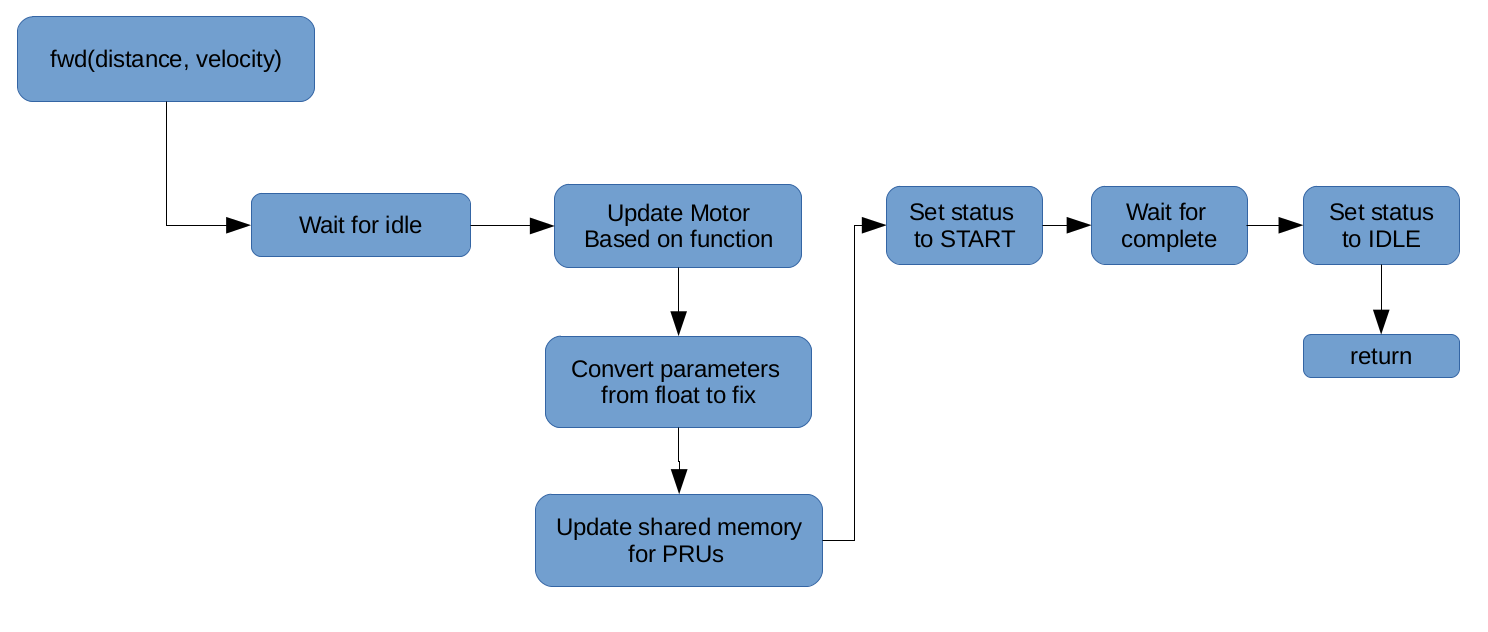 fwd(distance, velocity)
Wait for idle
Update Motor
Based on function
Convert parameters
from float to fix
Update shared memory
for PRUs
Set status
to START
Wait for
complete
Set status
to IDLE
return